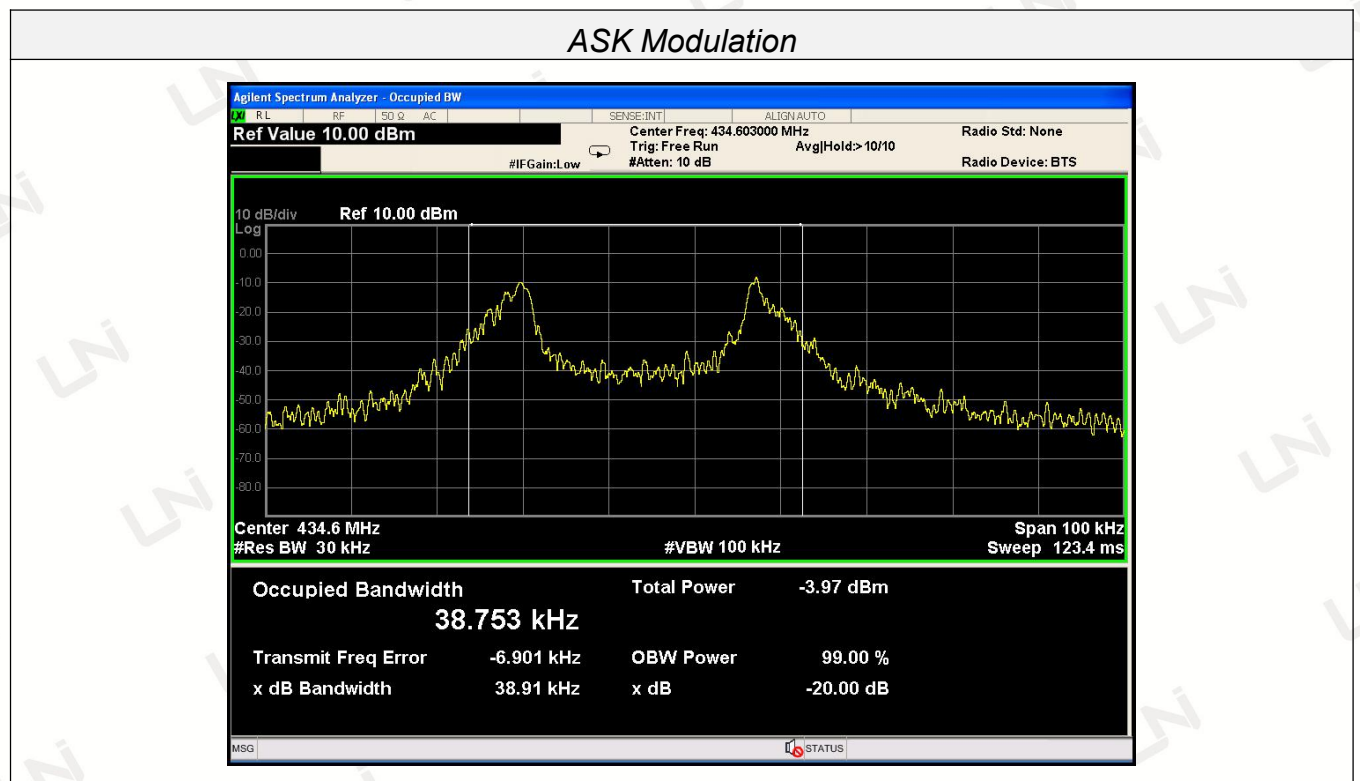 ASK Modulation
Agilent Spectrum Analyzer - Occupied BW
LXI RL RF 50 Ω AC SENSE:INT ALIGNAUTO
Ref Value 10.00 dBm Center Freq: 434.603000 MHz Radio Std: None
Trig: Free Run Avg|Hold:>10/10
#IFGain:Low #Atten: 10 dB Radio Device: BTS
10 dB/div Ref 10.00 dBm
Log
0.00
-10.0
-20.0
-30.0
-40.0
-50.0
-60.0
-70.0
-80.0
Center 434.6 MHz Span 100 kHz
#Res BW 30 kHz #VBW 100 kHz Sweep 123.4 ms
Occupied Bandwidth Total Power -3.97 dBm
38.753 kHz
Transmit Freq Error -6.901 kHz OBW Power 99.00 %
x dB Bandwidth 38.91 kHz x dB -20.00 dB
MSG STATUS